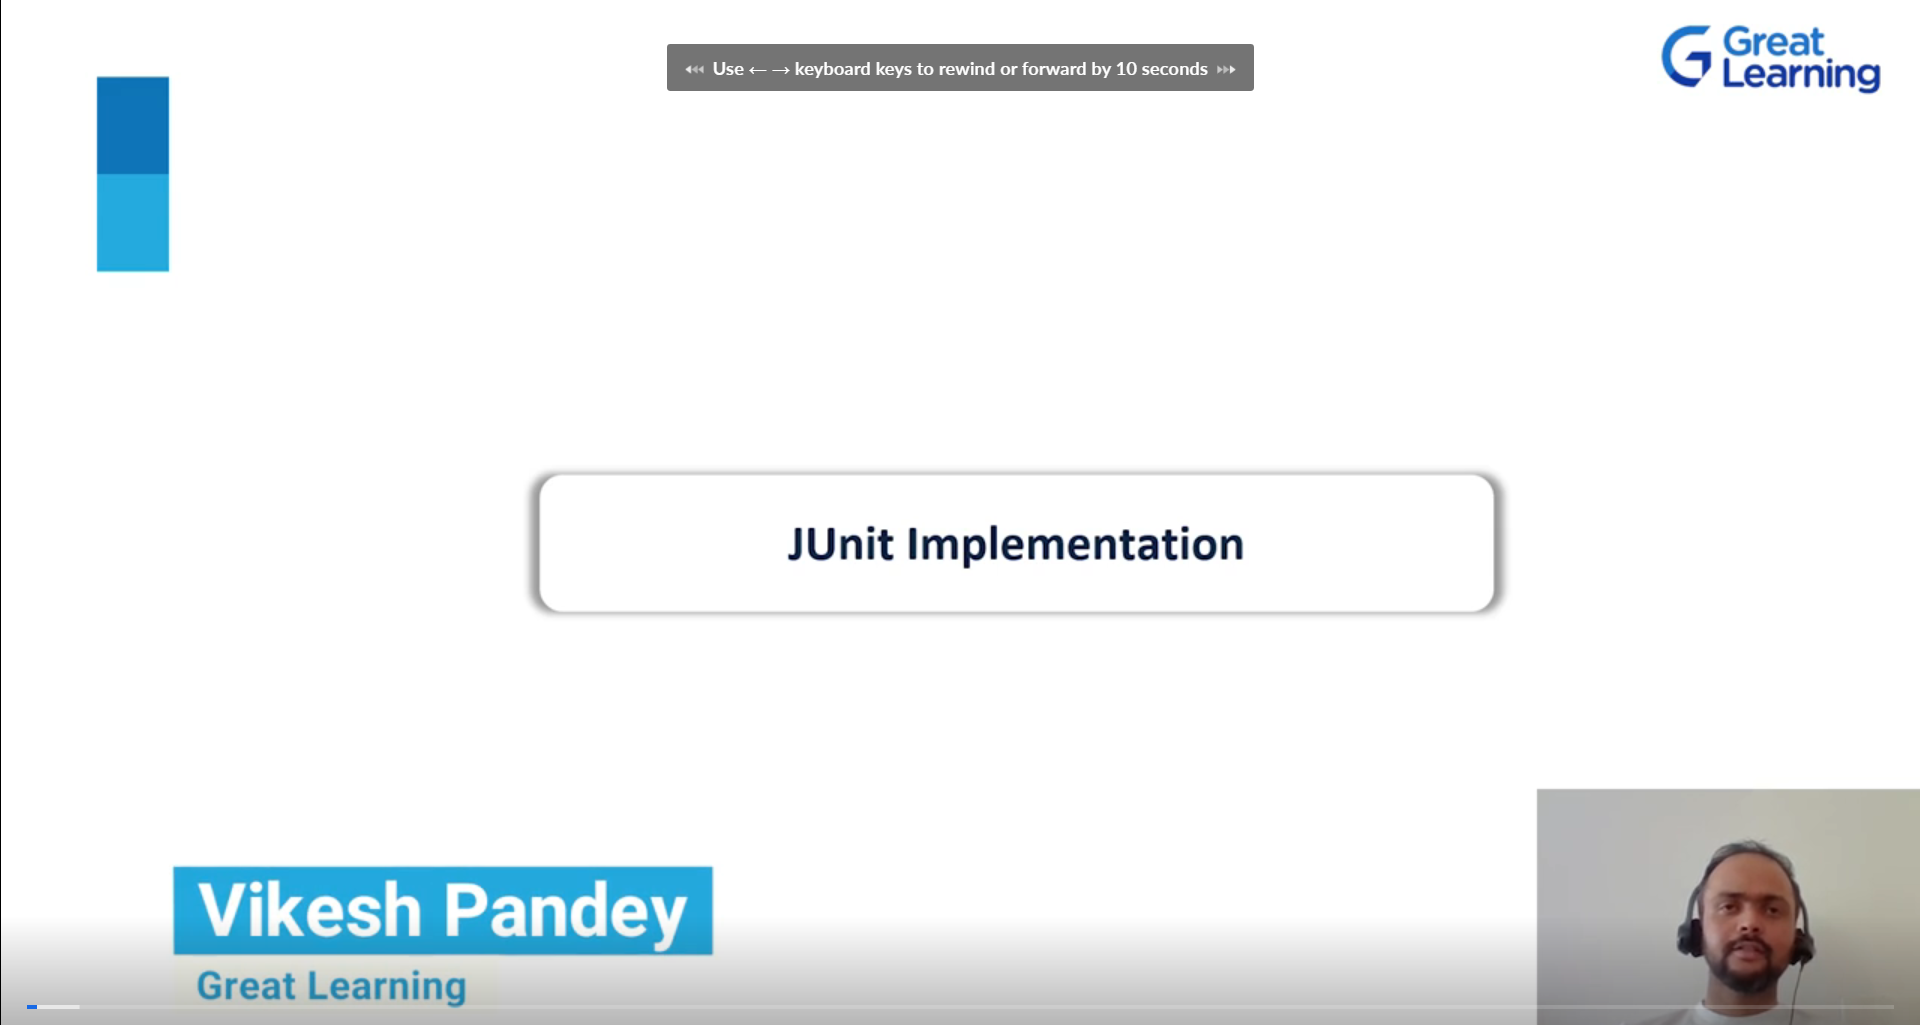 Great
Learning
Use ← → keyboard keys to rewind or forward by 10 seconds
JUnit Implementation
Vikesh Pandey
Great Learning